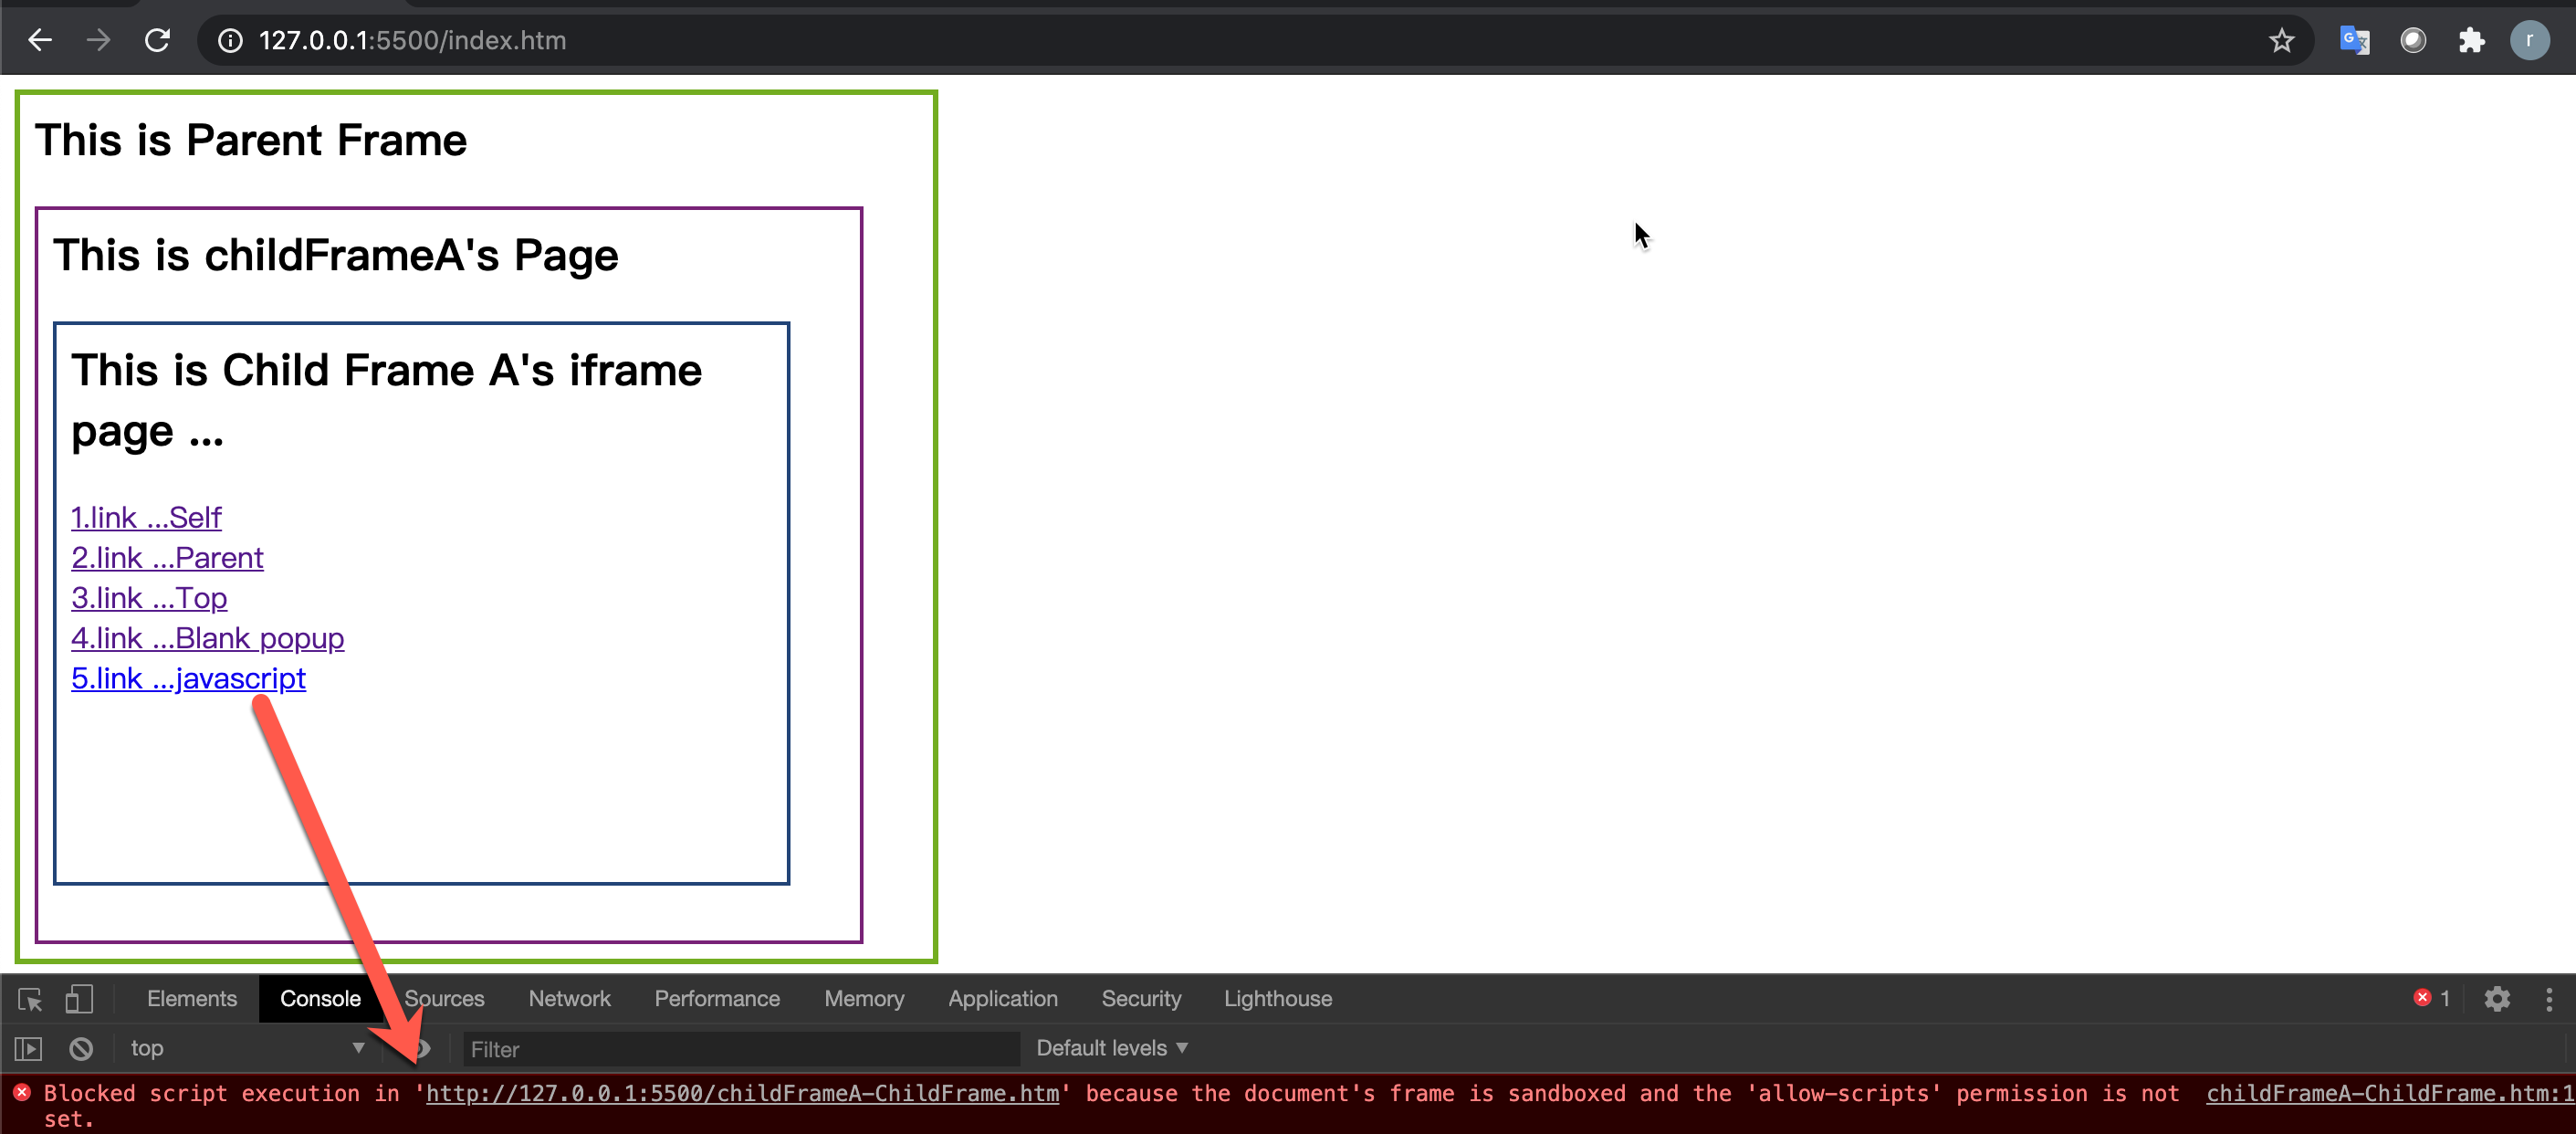 127.0.0.1:5500/index.htm
r
This is Parent Frame
This is childFrameA's Page
This is Child Frame A's iframe
page ...
1.link ...Self
2.link ...Parent
3.link ...Top
4.link ...Blank popup
5.link ...javascript
Elements Console Sources Network Performance Memory Application Security Lighthouse 1
top Filter Default levels
Blocked script execution in 'http://127.0.0.1:5500/childFrameA-ChildFrame.htm' because the document's frame is sandboxed and the 'allow-scripts' permission is not childFrameA-ChildFrame.htm:1
set.